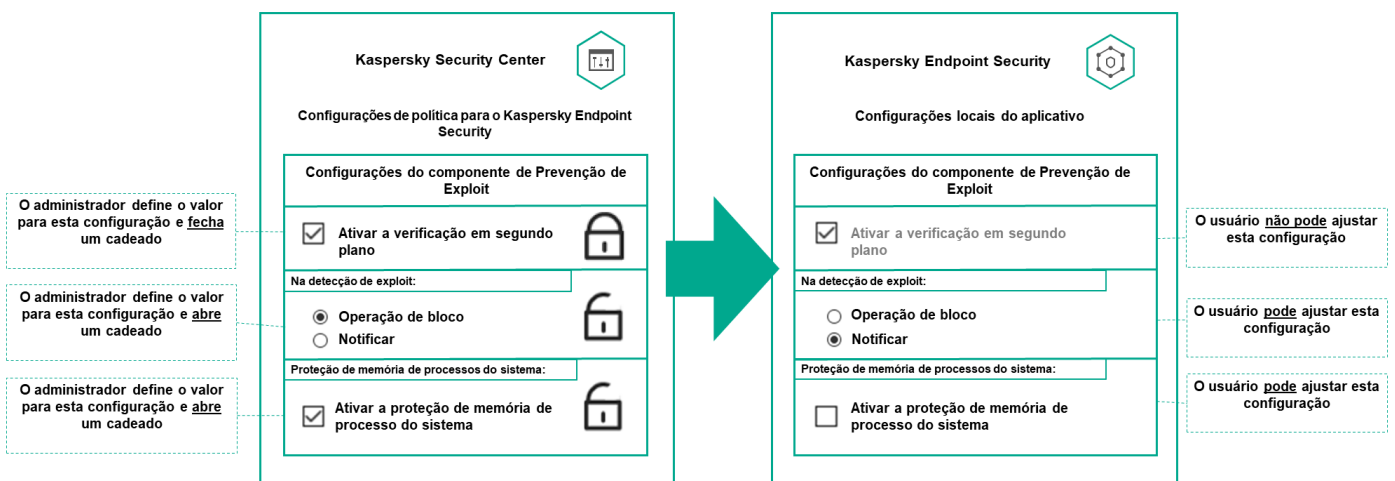 Kaspersky Security Center
Configurações de política para o Kaspersky Endpoint
Security
Configurações do componente de Prevenção de
Exploit
O administrador define o valor
para esta configuração e fecha
um cadeado
Ativar a verificação em segundo
plano
Na detecção de exploit:
O administrador define o valor
para esta configuração e abre
um cadeado
Operação de bloco
Notificar
Proteção de memória de processos do sistema:
O administrador define o valor
para esta configuração e abre
um cadeado
Ativar a proteção de memória de
processo do sistema
Kaspersky Endpoint Security
Configurações locais do aplicativo
Configurações do componente de Prevenção de
Exploit
Ativar a verificação em segundo
plano
O usuário não pode ajustar
esta configuração
Na detecção de exploit:
Operação de bloco
Notificar
O usuário pode ajustar esta
configuração
Proteção de memória de processos do sistema:
Ativar a proteção de memória de
processo do sistema
O usuário pode ajustar esta
configuração